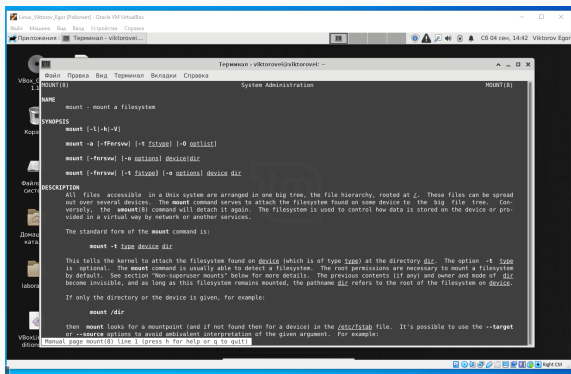 Linux_Viktorov_Egor [Работает] - Oracle VM VirtualBox
Файл Машина Вид Ввод Устройства Справка
Приложения Терминал - viktorovei...
Сб 04 сен, 14:42 Viktorov Egor
Терминал - viktorovei@viktorovei: ~
Файл Правка Вид Терминал Вкладки Справка
MOUNT(8) System Administration MOUNT(8)
NAME
mount - mount a filesystem
SYNOPSIS
mount [-l|-h|-V]
mount -a [-fFnrsvw] [-t fstype] [-O optlist]
mount [-fnrsvw] [-o options] device|dir
mount [-fnrsvw] [-t fstype] [-o options] device dir
DESCRIPTION
All files accessible in a Unix system are arranged in one big tree, the file hierarchy, rooted at /. These files can be spread
out over several devices. The mount command serves to attach the filesystem found on some device to the big file tree. Con-
versely, the umount(8) command will detach it again. The filesystem is used to control how data is stored on the device or pro-
vided in a virtual way by network or another services.
The standard form of the mount command is:
mount -t type device dir
This tells the kernel to attach the filesystem found on device (which is of type type) at the directory dir. The option -t type
is optional. The mount command is usually able to detect a filesystem. The root permissions are necessary to mount a filesystem
by default. See section "Non-superuser mounts" below for more details. The previous contents (if any) and owner and mode of dir
become invisible, and as long as this filesystem remains mounted, the pathname dir refers to the root of the filesystem on device.
If only the directory or the device is given, for example:
mount /dir
then mount looks for a mountpoint (and if not found then for a device) in the /etc/fstab file. It's possible to use the --target
or --source options to avoid ambivalent interpretation of the given argument. For example:
Manual page mount(8) line 1 (press h for help or q to quit)
VBox_G
1.1
Копи
Файло
систе
Домаш
ката
labora
VBoxLin
ditions
Right Ctrl